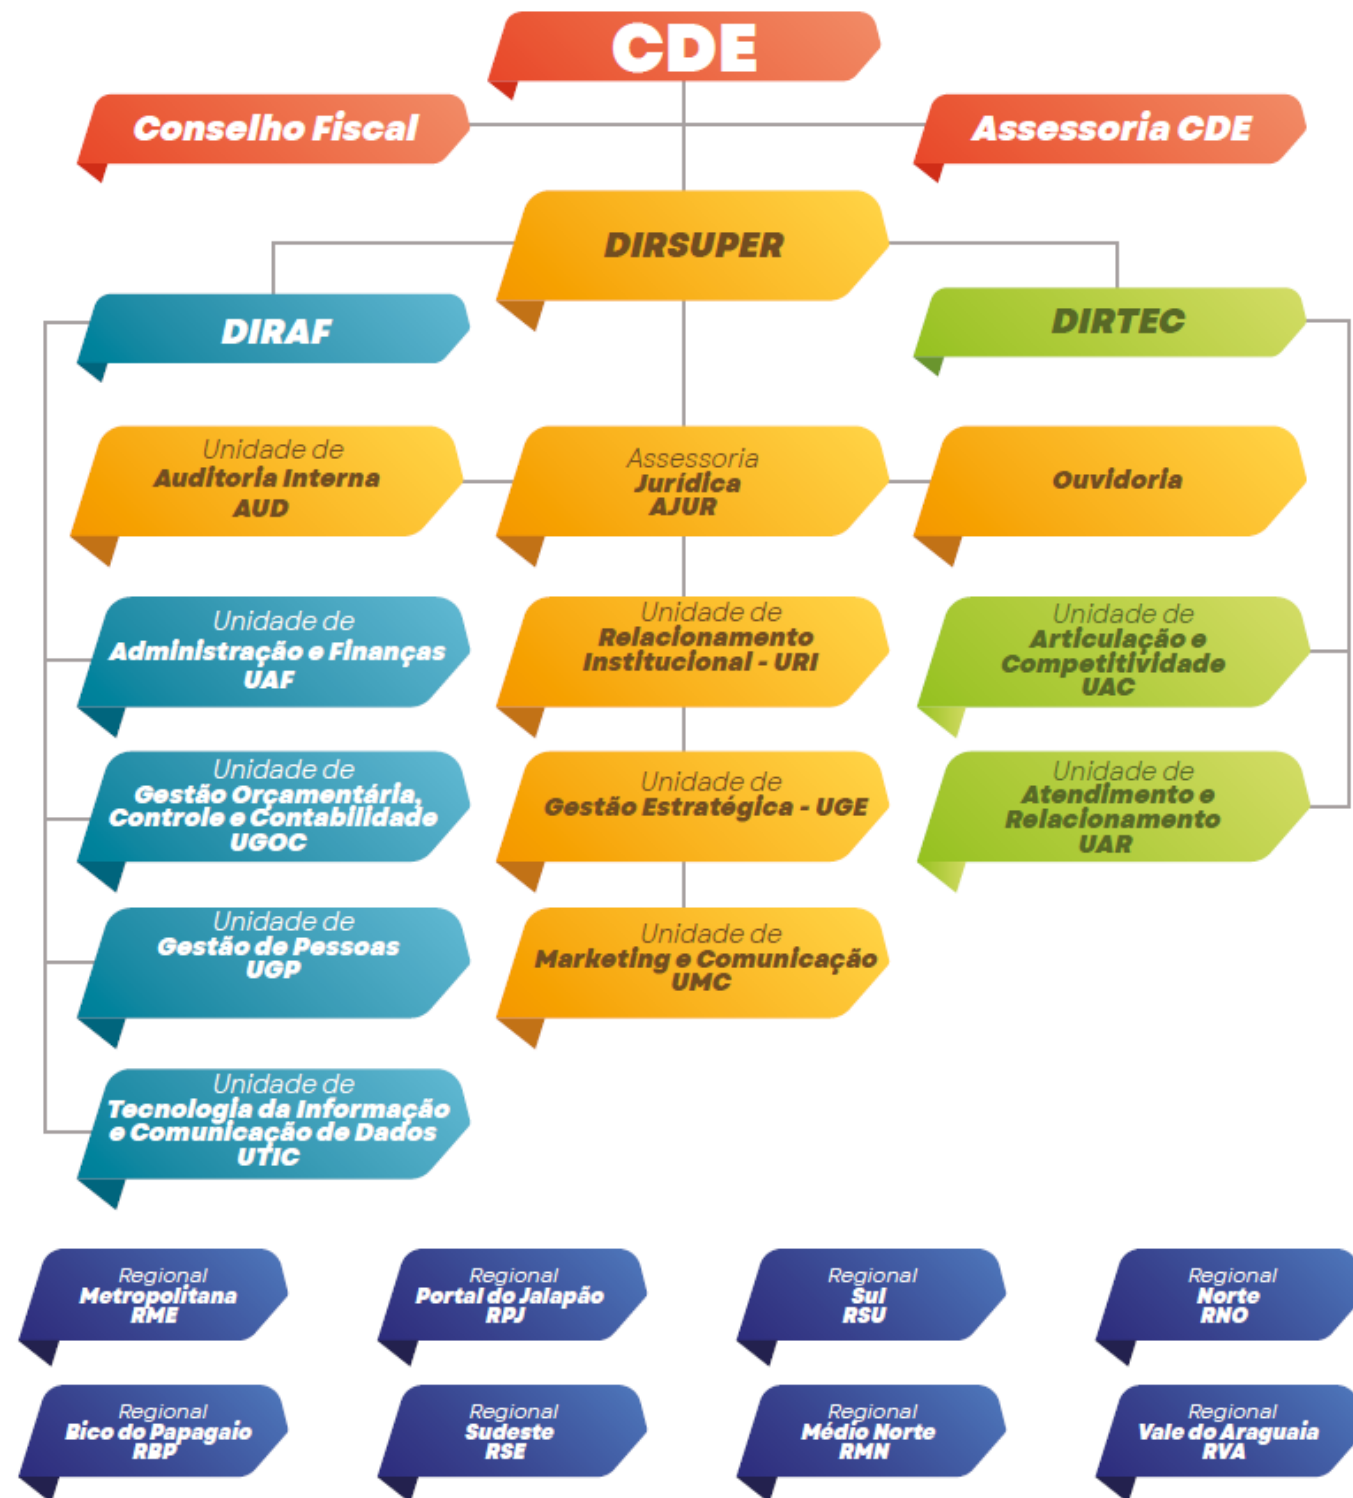 CDE
Conselho Fiscal
Assessoria CDE
DIRSUPER
DIRAF
DIRTEC
Unidade de
Auditoria Interna
AUD
Assessoria
Jurídica
AJUR
Ouvidoria
Unidade de
Administração e Finanças
UAF
Unidade de
Relacionamento
Institucional - URI
Unidade de
Articulação e
Competitividade
UAC
Unidade de
Gestão Orçamentária,
Controle e Contabilidade
UGOC
Unidade de
Gestão Estratégica - UGE
Unidade de
Atendimento e
Relacionamento
UAR
Unidade de
Gestão de Pessoas
UGP
Unidade de
Marketing e Comunicação
UMC
Unidade de
Tecnologia da Informação
e Comunicação de Dados
UTIC
Regional
Metropolitana
RME
Regional
Portal do Jalapão
RPJ
Regional
Sul
RSU
Regional
Norte
RNO
Regional
Bico do Papagaio
RBP
Regional
Sudeste
RSE
Regional
Médio Norte
RMN
Regional
Vale do Araguaia
RVA